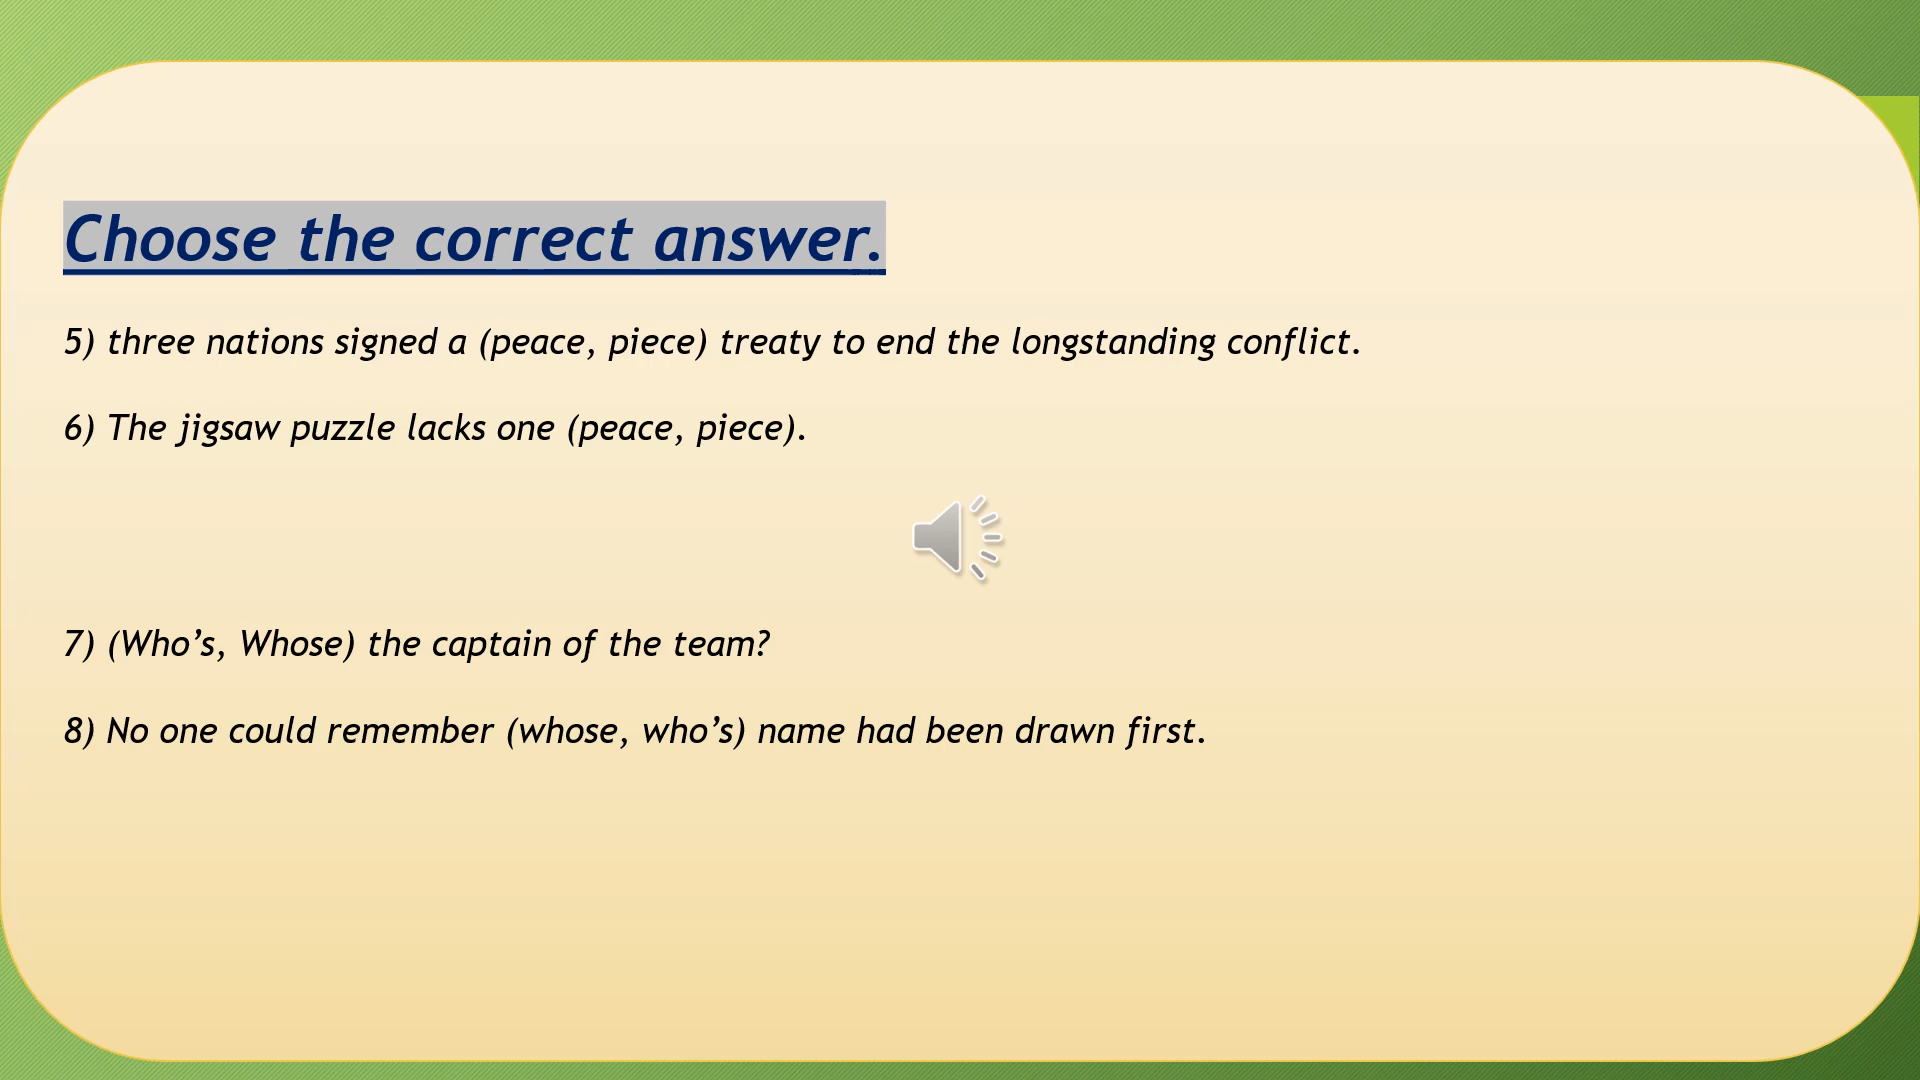 Choose the correct answer.
5) three nations signed a (peace, piece) treaty to end the longstanding conflict.
6) The jigsaw puzzle lacks one (peace, piece).
7) (Who’s, Whose) the captain of the team?
8) No one could remember (whose, who’s) name had been drawn first.